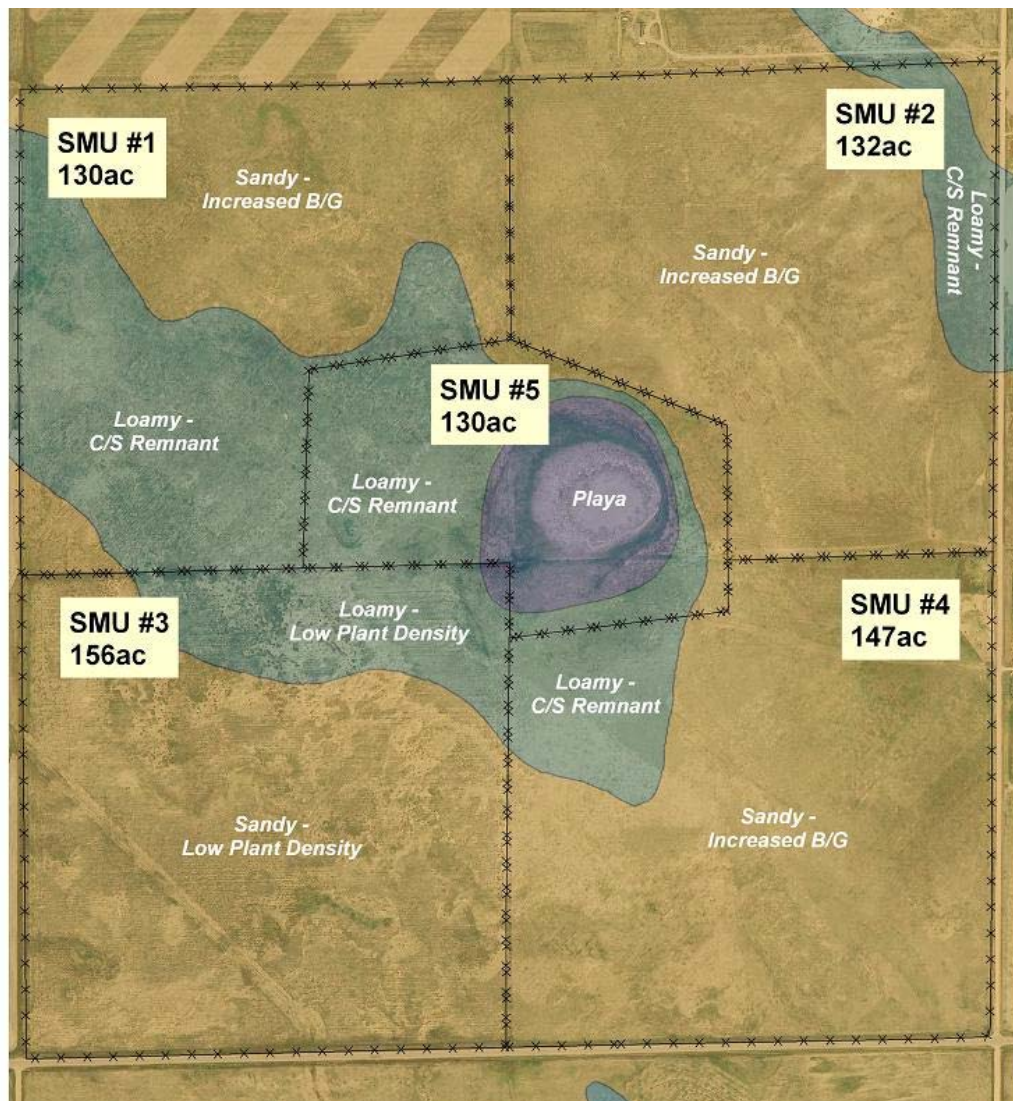 SMU #1
130ac
Sandy -
Increased B/G
SMU #2
132ac
Loamy -
C/S Remnant
Sandy -
Increased B/G
Loamy -
C/S Remnant
SMU #5
130ac
Loamy -
C/S Remnant
Playa
SMU #3
156ac
Loamy -
Low Plant Density
SMU #4
147ac
Loamy -
C/S Remnant
Sandy -
Low Plant Density
Sandy -
Increased B/G